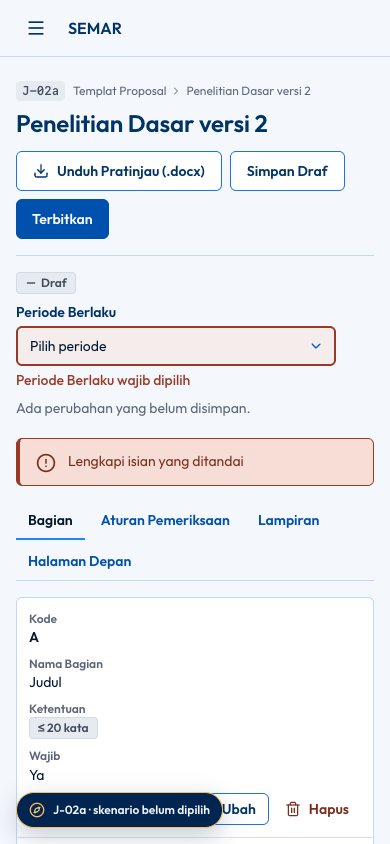 SEMAR
J-02a Templat Proposal > Penelitian Dasar versi 2
Penelitian Dasar versi 2
Unduh Pratinjau (.docx) Simpan Draf
Terbitkan
— Draf
Periode Berlaku
Pilih periode
Periode Berlaku wajib dipilih
Ada perubahan yang belum disimpan.
Lengkapi isian yang ditandai
Bagian Aturan Pemeriksaan Lampiran
Halaman Depan
Kode
A
Nama Bagian
Judul
Ketentuan
≤ 20 kata
Wajib
Ya
J-02a · skenario belum dipilih Ubah Hapus